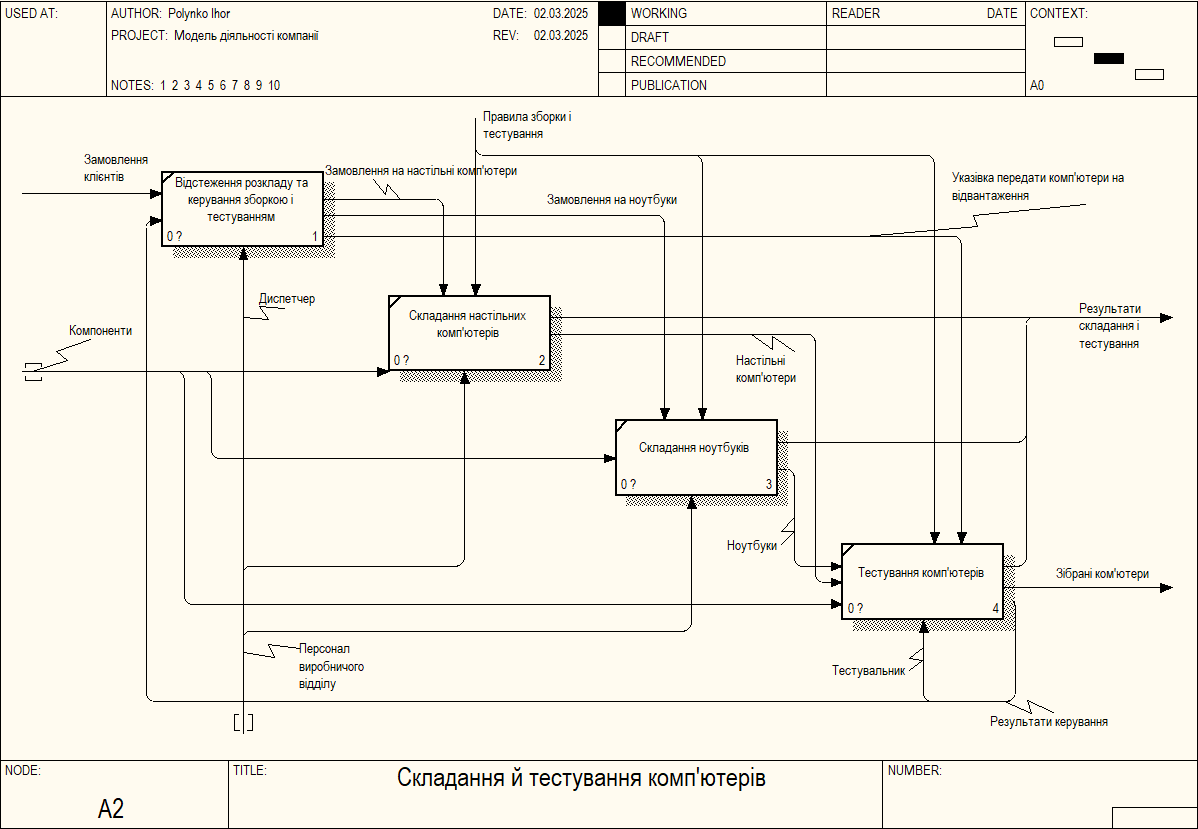 USED AT:
AUTHOR: Polynko Ihor
DATE: 02.03.2025
WORKING
READER
DATE
CONTEXT:
PROJECT: Модель діяльності компанії
REV: 02.03.2025
DRAFT
RECOMMENDED
NOTES: 1 2 3 4 5 6 7 8 9 10
PUBLICATION
A0
Правила зборки і
тестування
Замовлення
клієнтів
Відстеження розкладу та
керування зборкою і
тестуванням
0 ?
1
Замовлення на настільні комп'ютери
Замовлення на ноутбуки
Указівка передати комп'ютери на
відвантаження
Диспетчер
Компоненти
Складання настільних
комп'ютерів
0 ?
2
Результати
складання і
тестування
Настільні
комп'ютери
Складання ноутбуків
0 ?
3
Ноутбуки
Тестування комп'ютерів
0 ?
4
Зібрані ком'ютери
Персонал
виробничого
відділу
Тестувальник
Результати керування
NODE:
TITLE:
NUMBER:
A2
Складання й тестування комп'ютерів